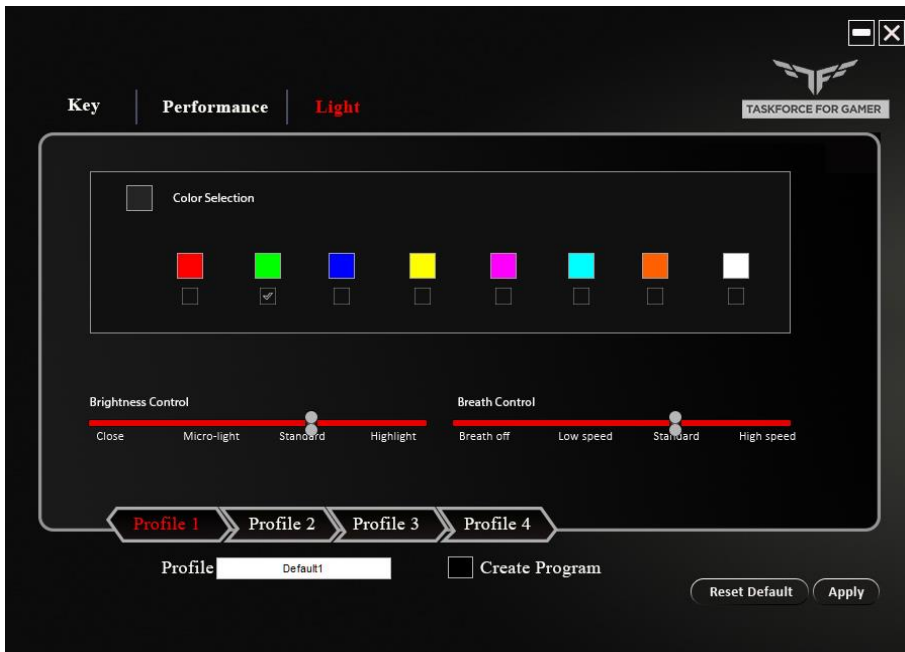 TASKFORCE FOR GAMER
Key Performance Light
Color Selection
Brightness Control
Close Micro-light Standard Highlight
Breath Control
Breath off Low speed Standard High speed
Profile 1 Profile 2 Profile 3 Profile 4
Profile Default1 Create Program
Reset Default Apply